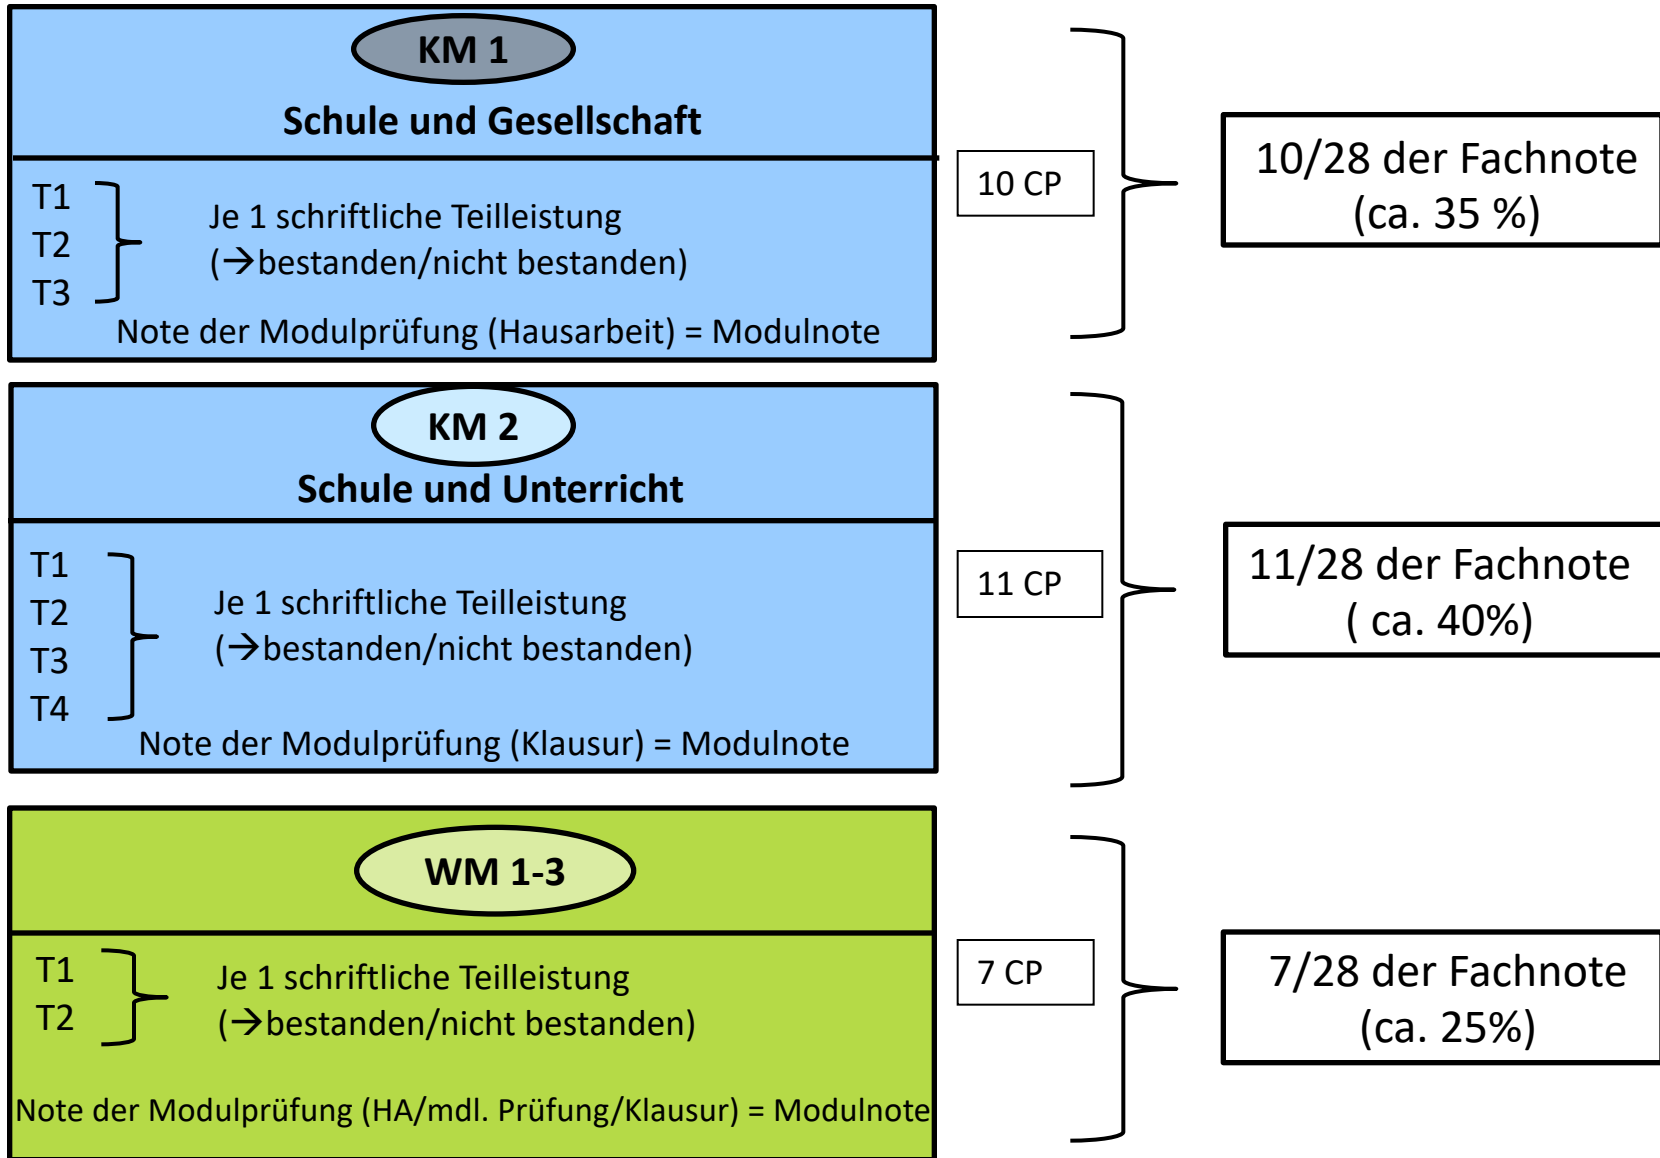 KM 1
Schule und Gesellschaft
T1
T2
T3
Je 1 schriftliche Teilleistung
(→bestanden/nicht bestanden)
Note der Modulprüfung (Hausarbeit) = Modulnote
10 CP
10/28 der Fachnote
(ca. 35 %)
KM 2
Schule und Unterricht
T1
T2
T3
T4
Je 1 schriftliche Teilleistung
(→bestanden/nicht bestanden)
Note der Modulprüfung (Klausur) = Modulnote
11 CP
11/28 der Fachnote
( ca. 40%)
WM 1-3
T1
T2
Je 1 schriftliche Teilleistung
(→bestanden/nicht bestanden)
Note der Modulprüfung (HA/mdl. Prüfung/Klausur) = Modulnote
7 CP
7/28 der Fachnote
(ca. 25%)